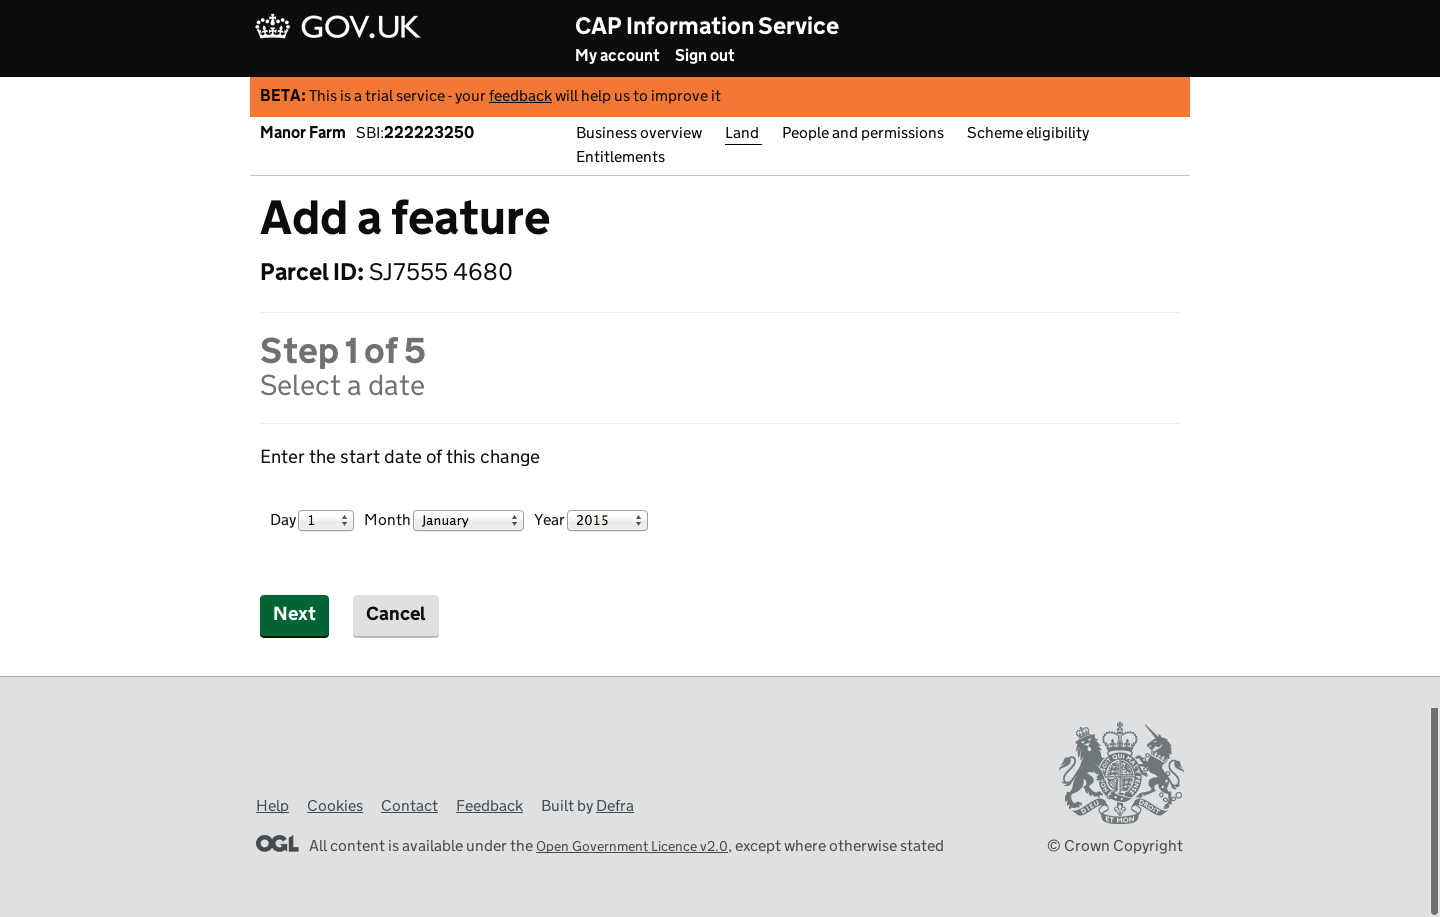 GOV.UK
CAP Information Service
My account Sign out
BETA: This is a trial service - your feedback will help us to improve it
Manor Farm SBI:222223250
Business overview Land People and permissions Scheme eligibility
Entitlements
Add a feature
Parcel ID: SJ7555 4680
Step 1 of 5
Select a date
Enter the start date of this change
Day 1 Month January Year 2015
Next Cancel
Help Cookies Contact Feedback Built by Defra
OGL All content is available under the Open Government Licence v2.0, except where otherwise stated
DIEU ET MON DROIT
© Crown Copyright